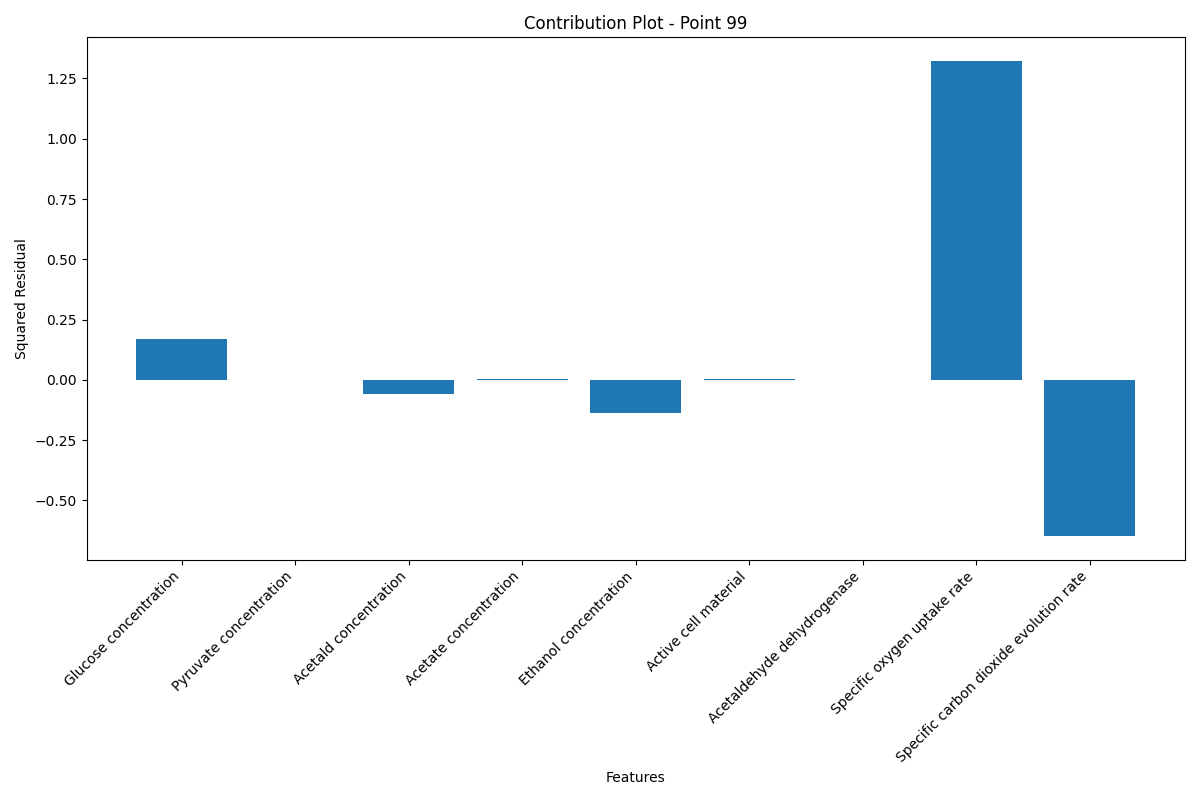 Contribution Plot - Point 99
Squared Residual
1.25
1.00
0.75
0.50
0.25
0.00
−0.25
−0.50
Glucose concentration
Pyruvate concentration
Acetald concentration
Acetate concentration
Ethanol concentration
Active cell material
Acetaldehyde dehydrogenase
Specific oxygen uptake rate
Specific carbon dioxide evolution rate
Features